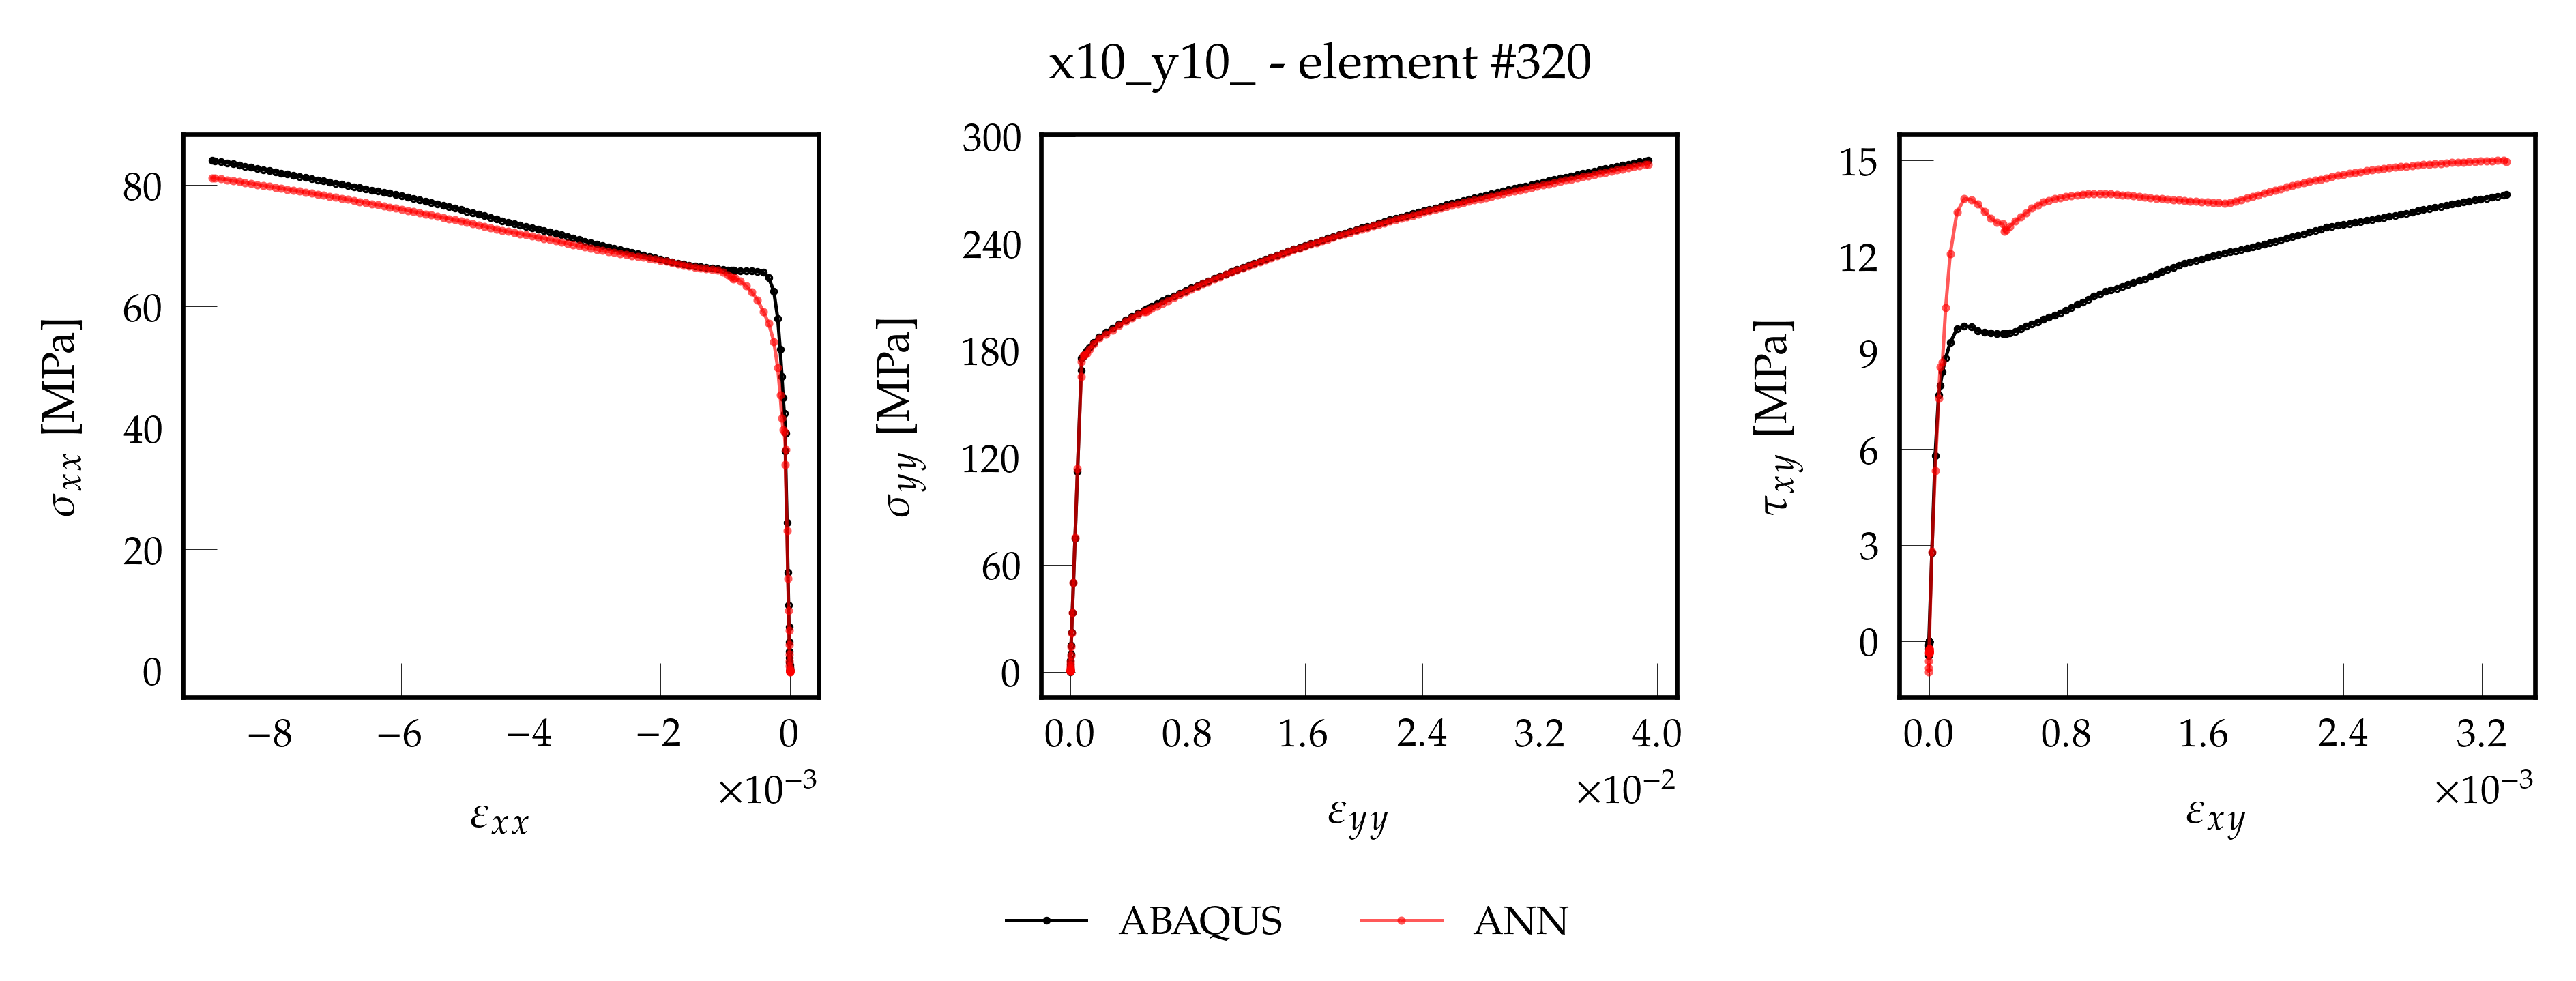 x10_y10_ - element #320
σxx [MPa]
80
60
40
20
0
−8 −6 −4 −2 0
×10−3
εxx
σyy [MPa]
300
240
180
120
60
0
0.0 0.8 1.6 2.4 3.2 4.0
×10−2
εyy
τxy [MPa]
15
12
9
6
3
0
0.0 0.8 1.6 2.4 3.2
×10−3
εxy
ABAQUS ANN